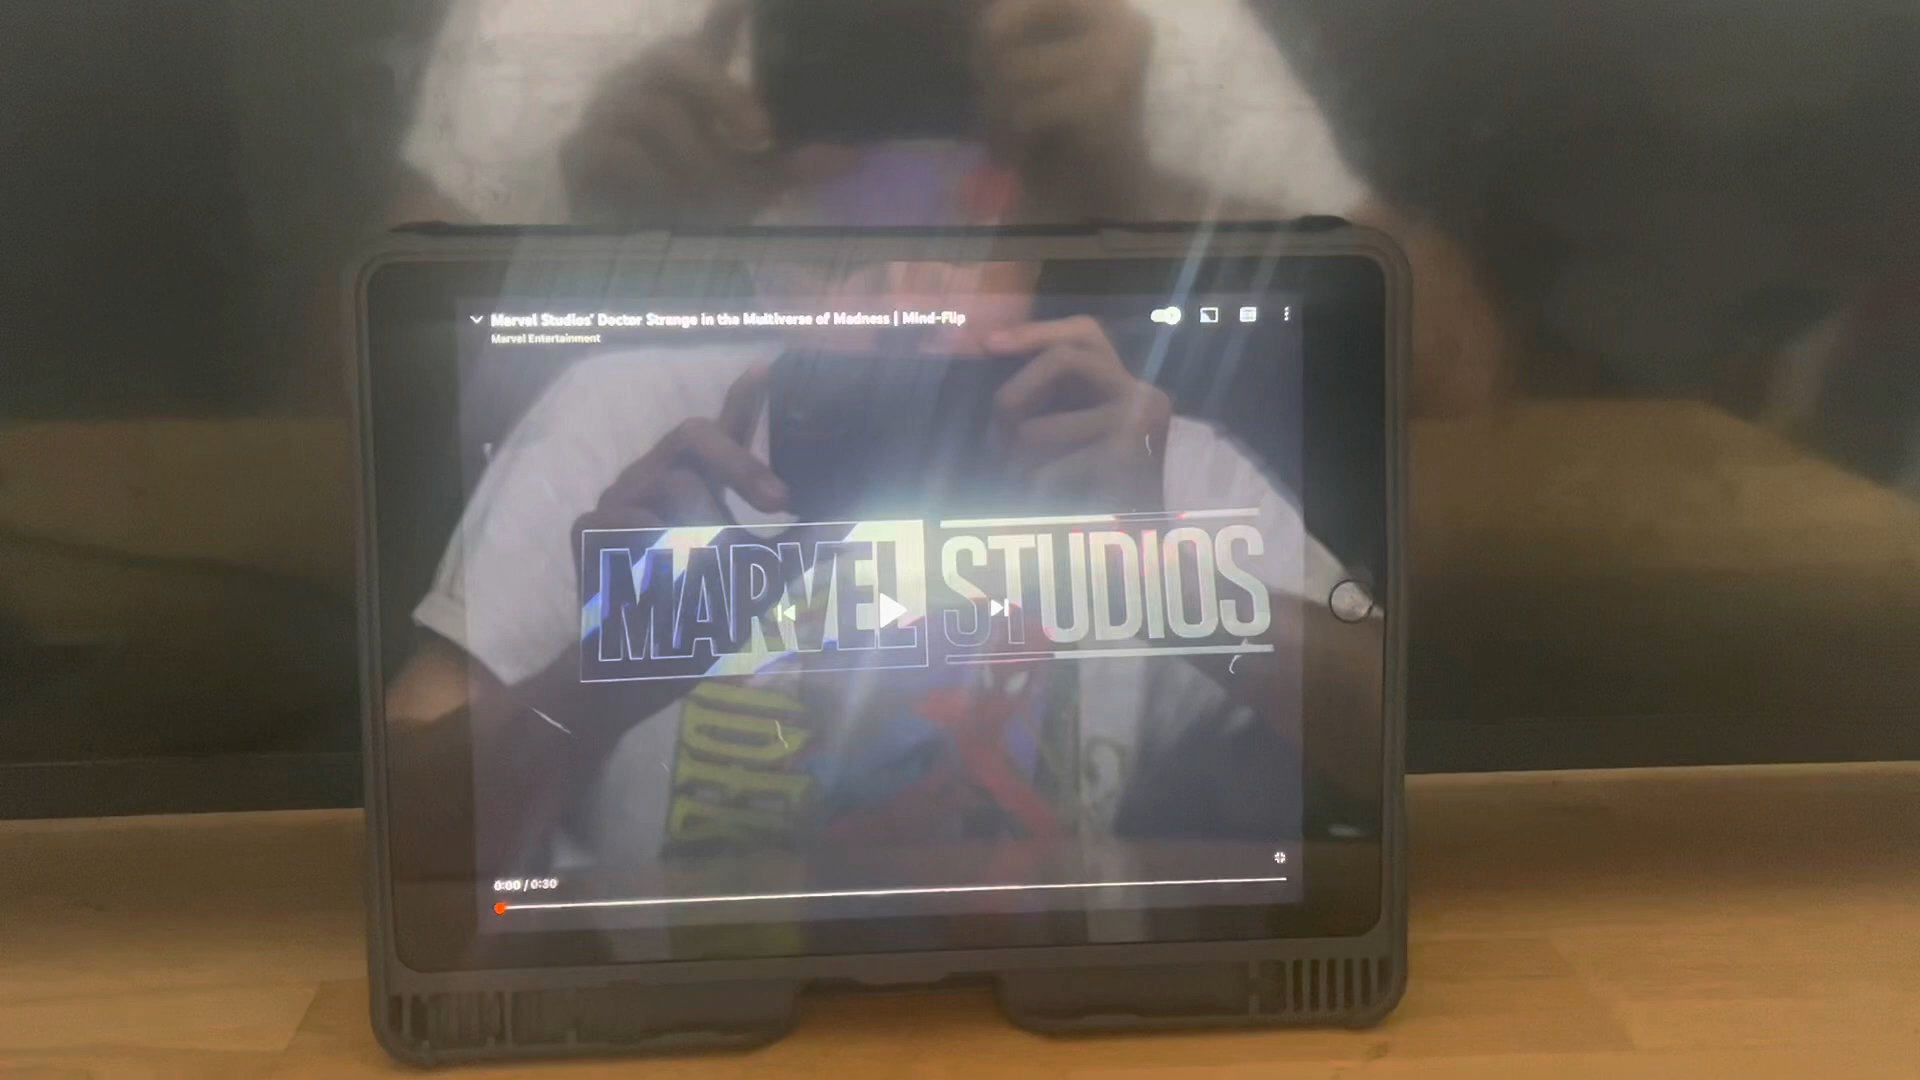 Marvel Studios' Doctor Strange in the Multiverse of Madness | Mind-Flip
Marvel Entertainment
MARVEL STUDIOS
0:00 / 0:30